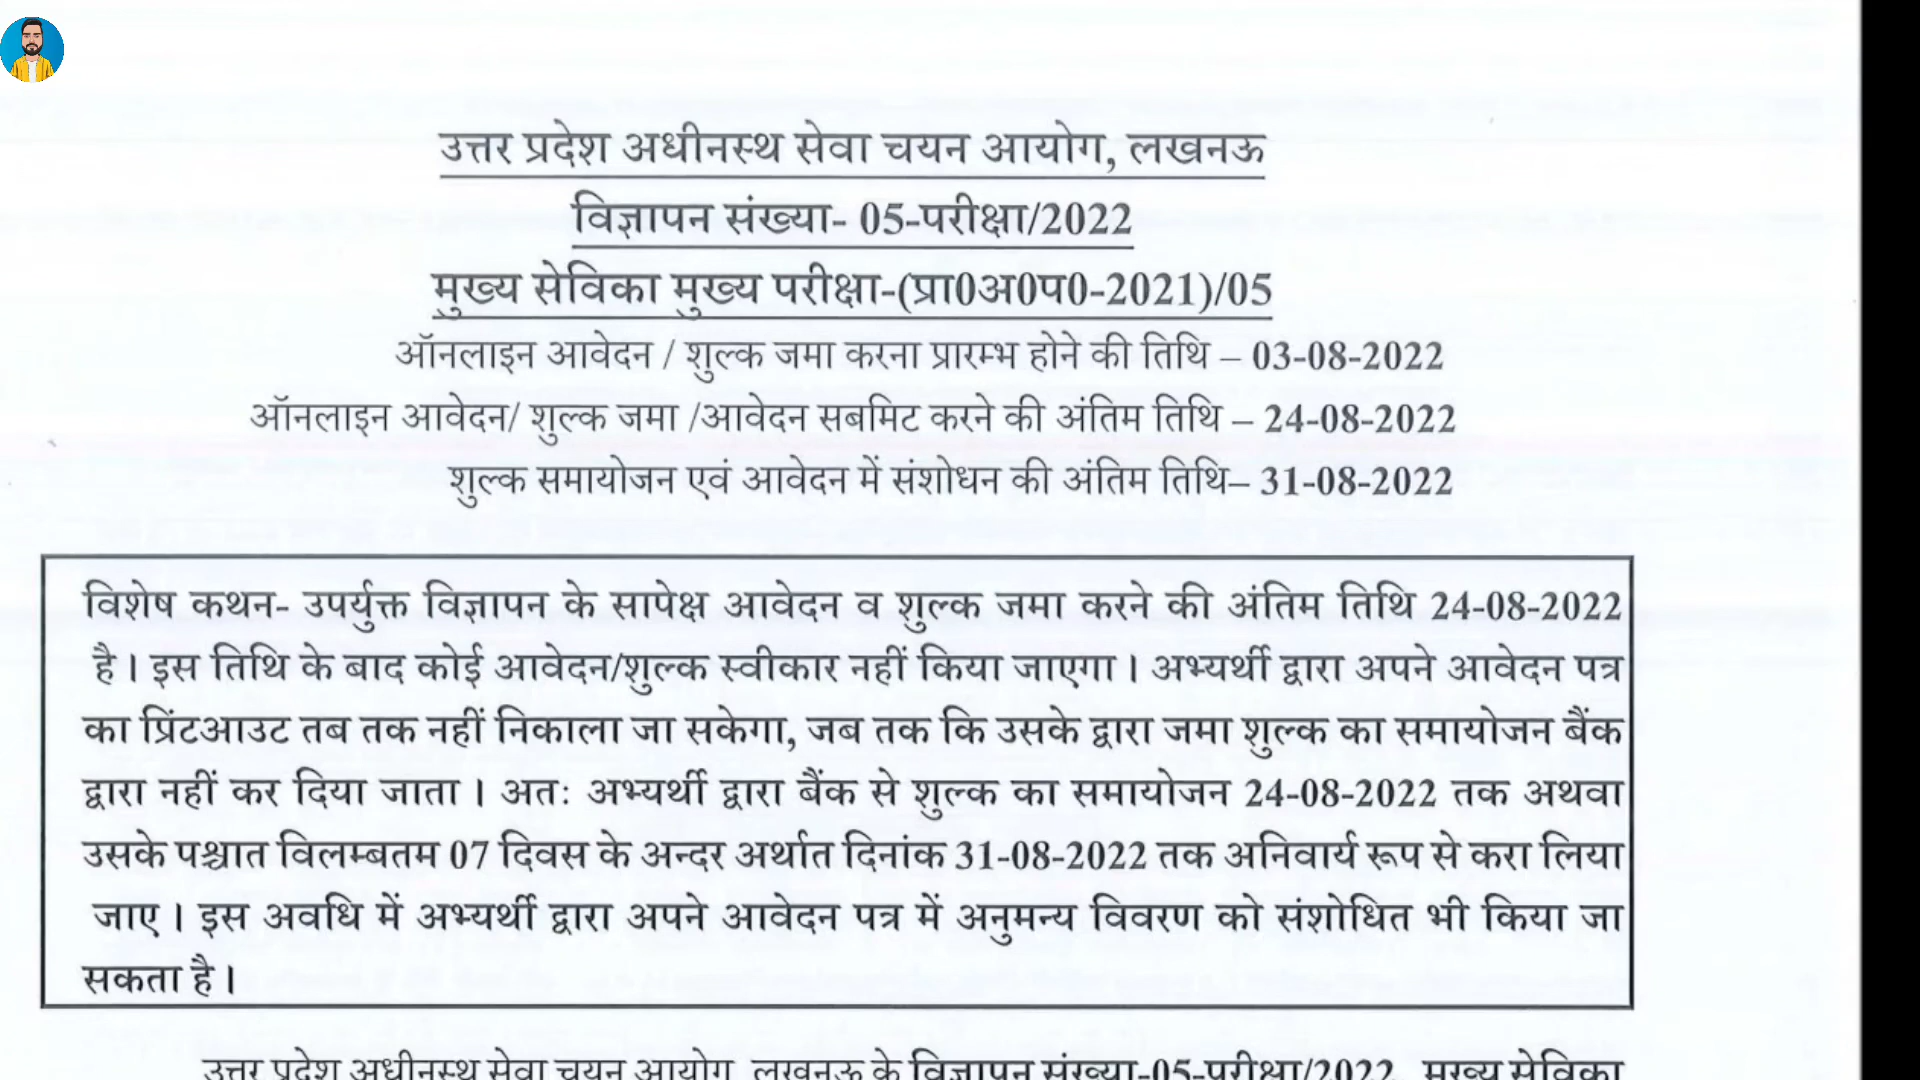 उत्तर प्रदेश अधीनस्थ सेवा चयन आयोग, लखनऊ
विज्ञापन संख्या- 05-परीक्षा/2022
मुख्य सेविका मुख्य परीक्षा-(प्रा0अ0प0-2021)/05
ऑनलाइन आवेदन / शुल्क जमा करना प्रारम्भ होने की तिथि – 03-08-2022
ऑनलाइन आवेदन/ शुल्क जमा /आवेदन सबमिट करने की अंतिम तिथि – 24-08-2022
शुल्क समायोजन एवं आवेदन में संशोधन की अंतिम तिथि– 31-08-2022
विशेष कथन- उपर्युक्त विज्ञापन के सापेक्ष आवेदन व शुल्क जमा करने की अंतिम तिथि 24-08-2022
है। इस तिथि के बाद कोई आवेदन/शुल्क स्वीकार नहीं किया जाएगा। अभ्यर्थी द्वारा अपने आवेदन पत्र
का प्रिंटआउट तब तक नहीं निकाला जा सकेगा, जब तक कि उसके द्वारा जमा शुल्क का समायोजन बैंक
द्वारा नहीं कर दिया जाता। अतः अभ्यर्थी द्वारा बैंक से शुल्क का समायोजन 24-08-2022 तक अथवा
उसके पश्चात विलम्बतम 07 दिवस के अन्दर अर्थात दिनांक 31-08-2022 तक अनिवार्य रूप से करा लिया
जाए। इस अवधि में अभ्यर्थी द्वारा अपने आवेदन पत्र में अनुमन्य विवरण को संशोधित भी किया जा
सकता है।
उत्तर प्रदेश अधीनस्थ सेवा चयन आयोग, लखनऊ के विज्ञापन संख्या-05-परीक्षा/2022, मुख्य सेविका